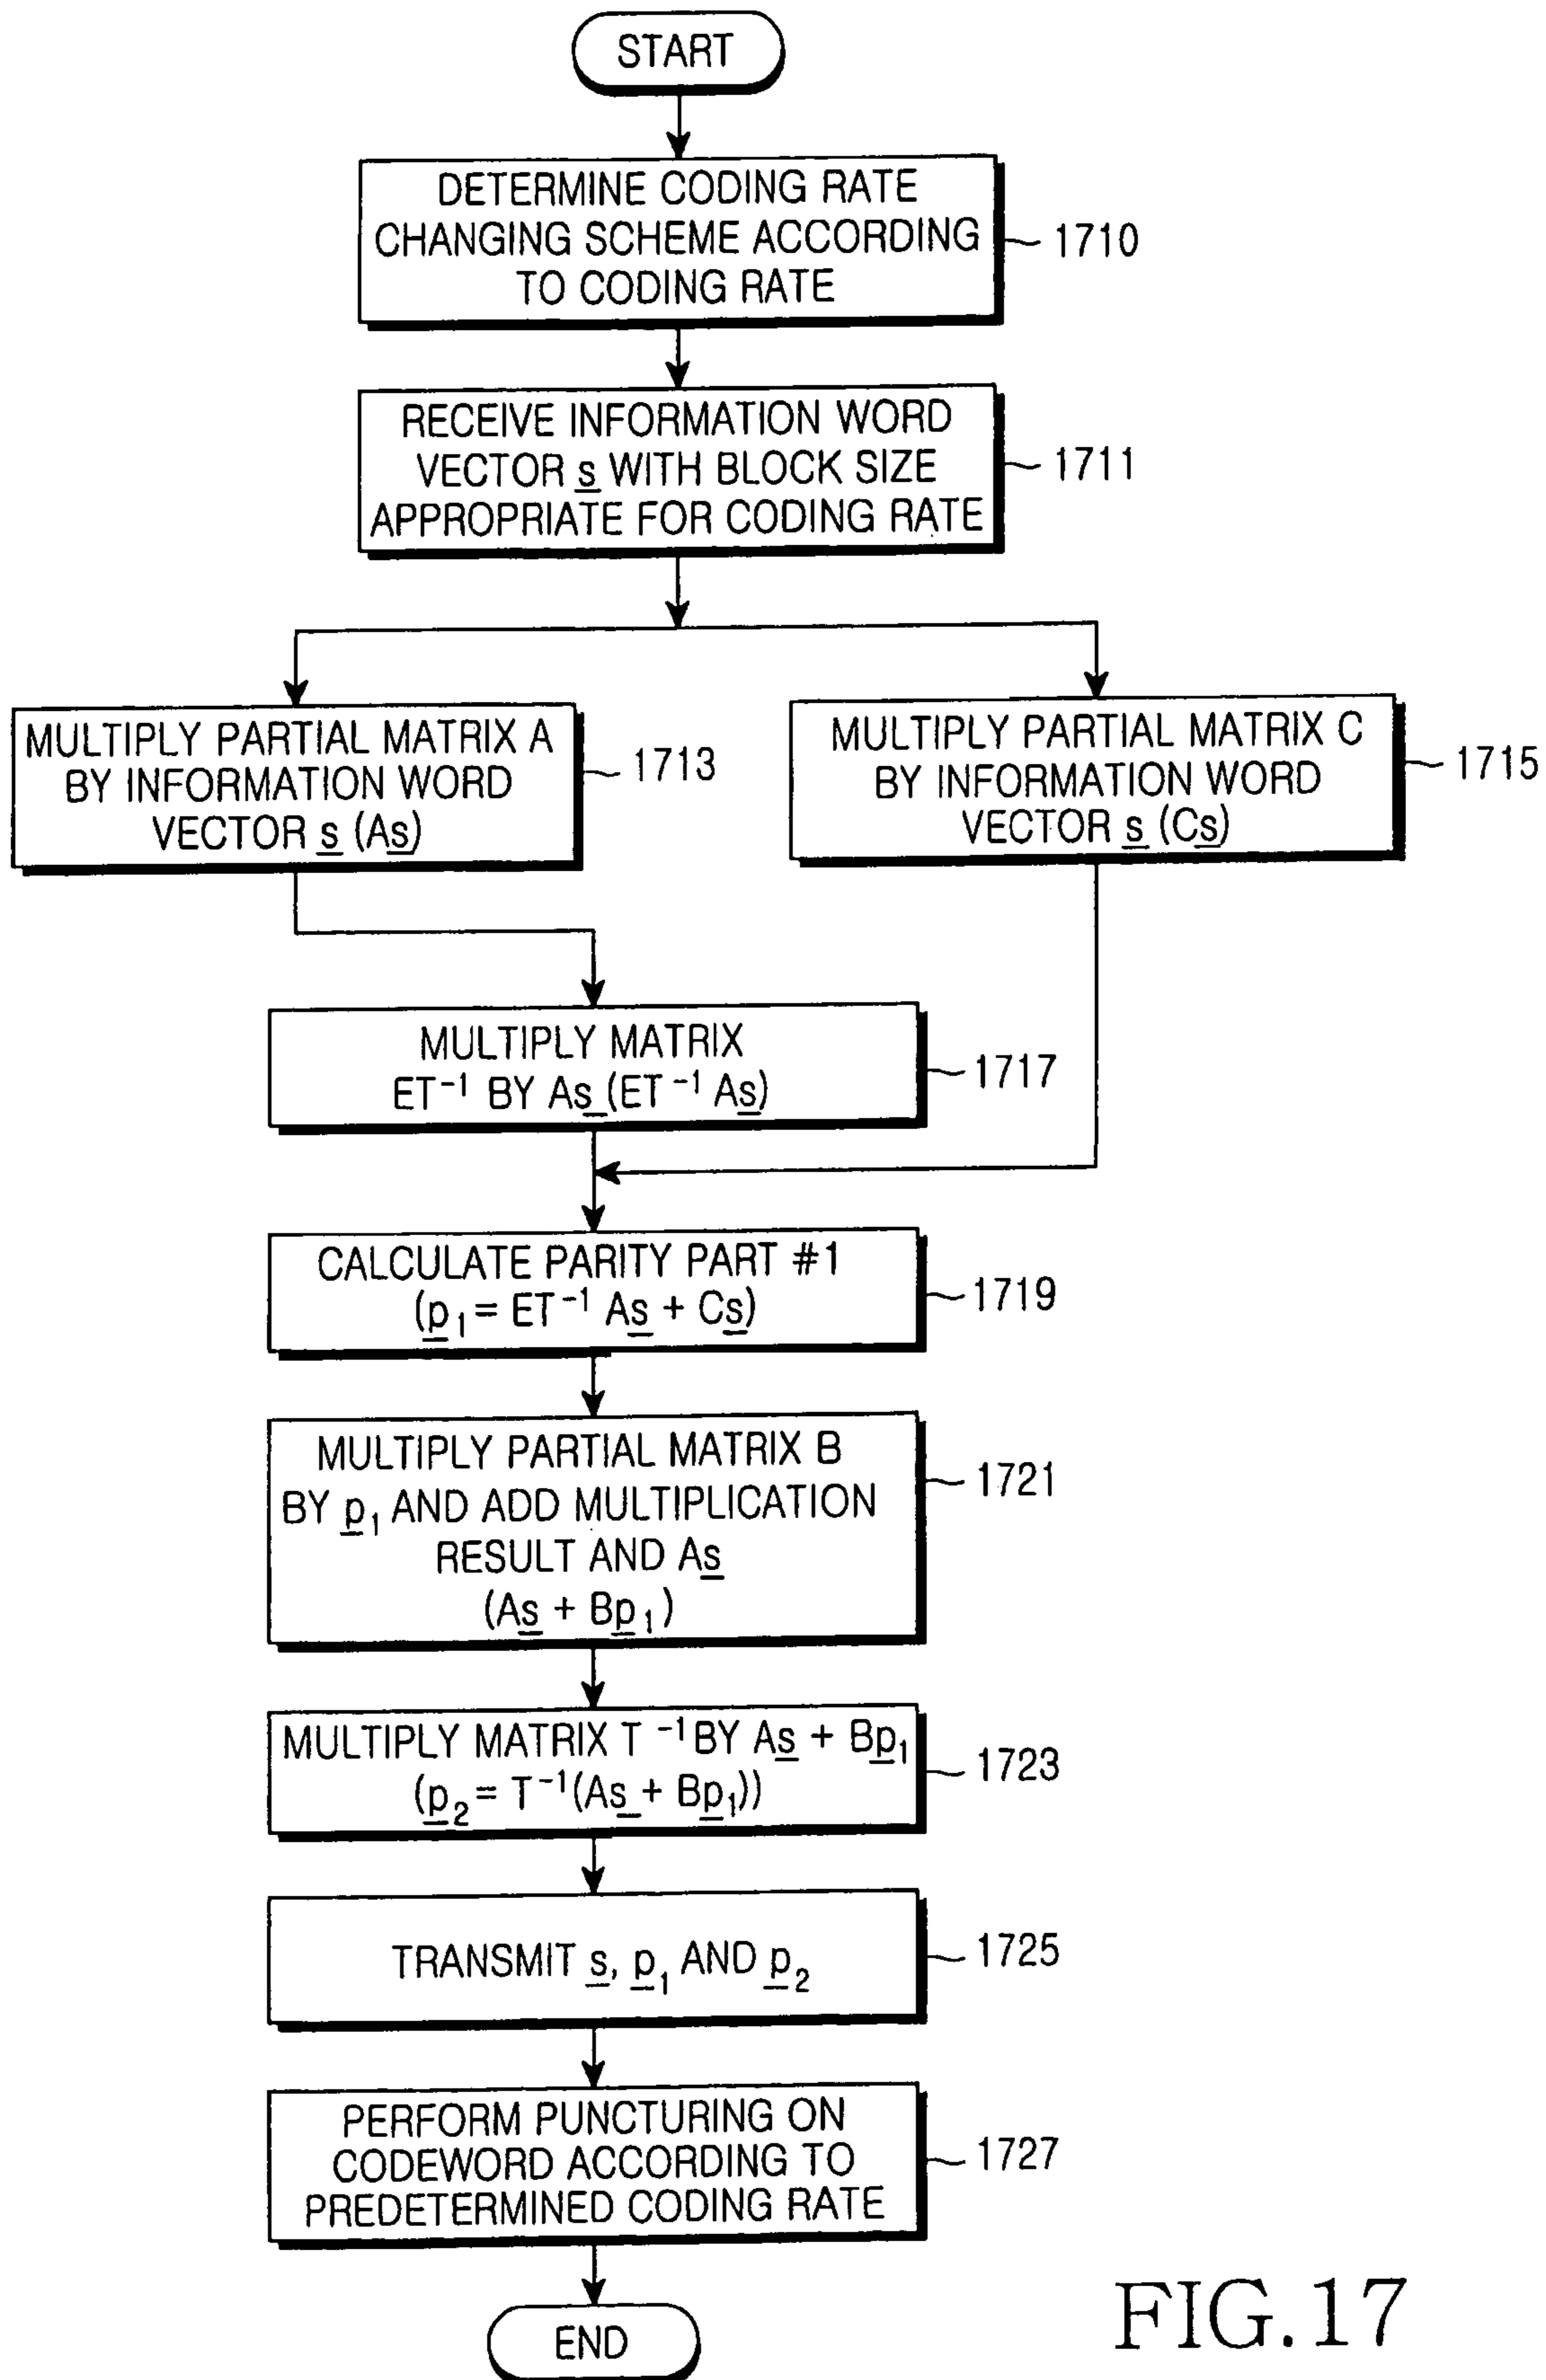 START
DETERMINE CODING RATE
CHANGING SCHEME ACCORDING
TO CODING RATE
1710
RECEIVE INFORMATION WORD
VECTOR s WITH BLOCK SIZE
APPROPRIATE FOR CODING RATE
1711
MULTIPLY PARTIAL MATRIX A
BY INFORMATION WORD
VECTOR s (As)
1713
MULTIPLY PARTIAL MATRIX C
BY INFORMATION WORD
VECTOR s (Cs)
1715
MULTIPLY MATRIX
ET⁻¹ BY As (ET⁻¹ As)
1717
CALCULATE PARITY PART #1
(p₁ = ET⁻¹ As + Cs)
1719
MULTIPLY PARTIAL MATRIX B
BY p₁ AND ADD MULTIPLICATION
RESULT AND As
(As + Bp₁)
1721
MULTIPLY MATRIX T⁻¹ BY As + Bp₁
(p₂ = T⁻¹(As + Bp₁))
1723
TRANSMIT s, p₁ AND p₂
1725
PERFORM PUNCTURING ON
CODEWORD ACCORDING TO
PREDETERMINED CODING RATE
1727
END
FIG.17